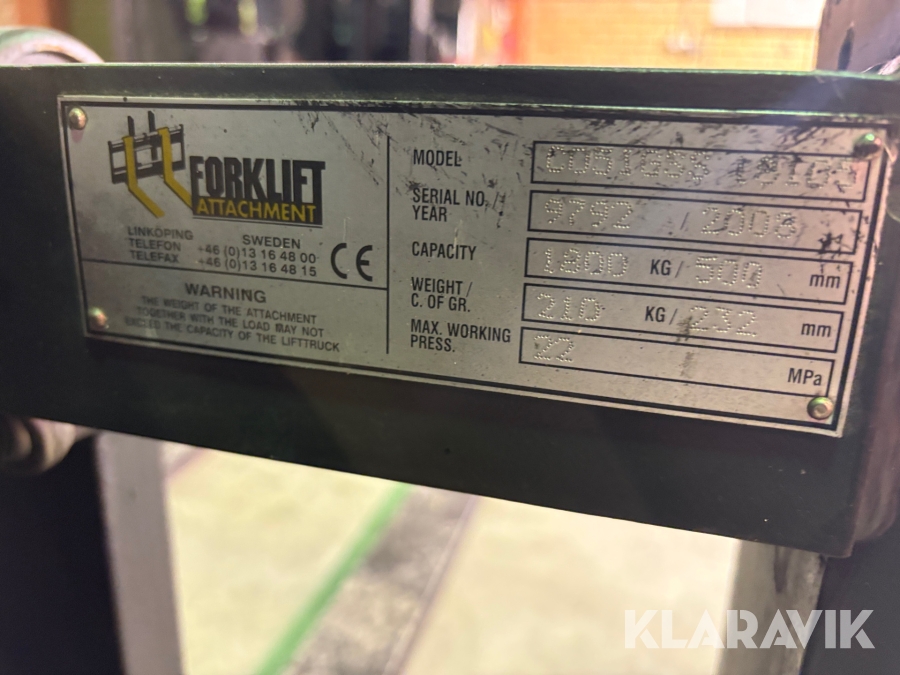 FORKLIFT
ATTACHMENT
LINKÖPING SWEDEN
TELEFON +46 (0)13 16 48 00
TELEFAX +46 (0)13 16 48 15
CE
WARNING
THE WEIGHT OF THE ATTACHMENT
TOGETHER WITH THE LOAD MAY NOT
EXCEED THE CAPACITY OF THE LIFTTRUCK
MODEL
SERIAL NO./ YEAR 9792 / 2008
CAPACITY 1800 KG/ 500 mm
WEIGHT / C. OF GR. 210 KG/ 232 mm
MAX. WORKING PRESS. 22 MPa
KLARAVIK